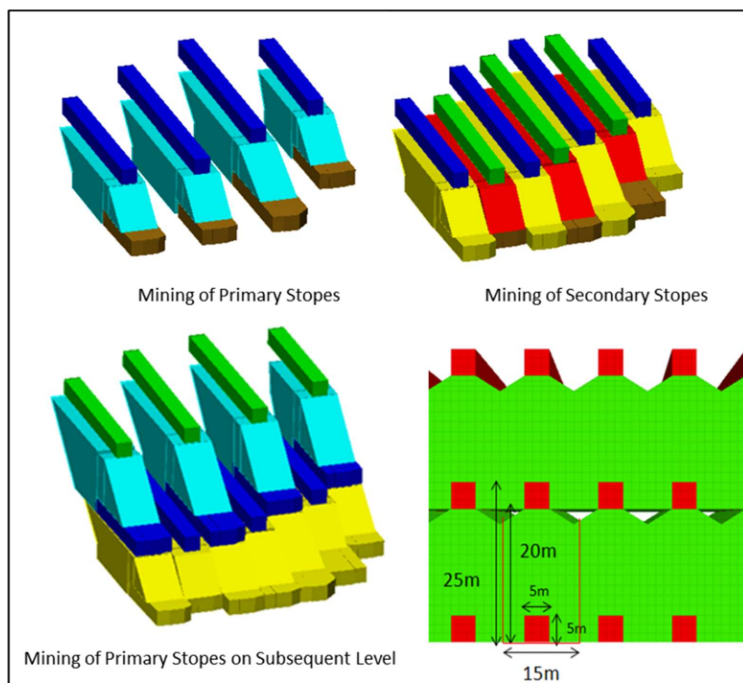 Mining of Primary Stopes
Mining of Secondary Stopes
Mining of Primary Stopes on Subsequent Level
25m
20m
5m
5m
15m